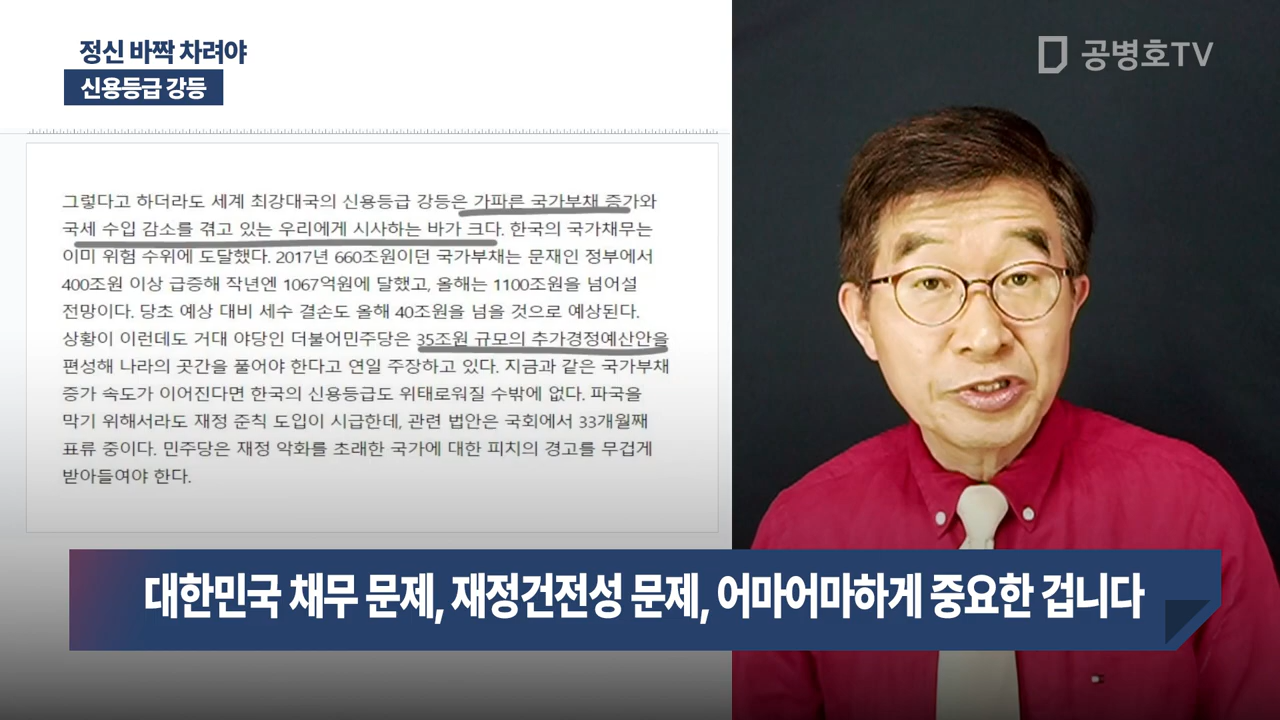 정신 바짝 차려야
신용등급 강등
공병호TV
그렇다고 하더라도 세계 최강대국의 신용등급 강등은 가파른 국가부채 증가와
국세 수입 감소를 겪고 있는 우리에게 시사하는 바가 크다. 한국의 국가채무는
이미 위험 수위에 도달했다. 2017년 660조원이던 국가부채는 문재인 정부에서
400조원 이상 급증해 작년엔 1067억원에 달했고, 올해는 1100조원을 넘어설
전망이다. 당초 예상 대비 세수 결손도 올해 40조원을 넘을 것으로 예상된다.
상황이 이런데도 거대 야당인 더불어민주당은 35조원 규모의 추가경정예산안을
편성해 나라의 곳간을 풀어야 한다고 연일 주장하고 있다. 지금과 같은 국가부채
증가 속도가 이어진다면 한국의 신용등급도 위태로워질 수밖에 없다. 파국을
막기 위해서라도 재정 준칙 도입이 시급한데, 관련 법안은 국회에서 33개월째
표류 중이다. 민주당은 재정 악화를 초래한 국가에 대한 피치의 경고를 무겁게
받아들여야 한다.
대한민국 채무 문제, 재정건전성 문제, 어마어마하게 중요한 겁니다